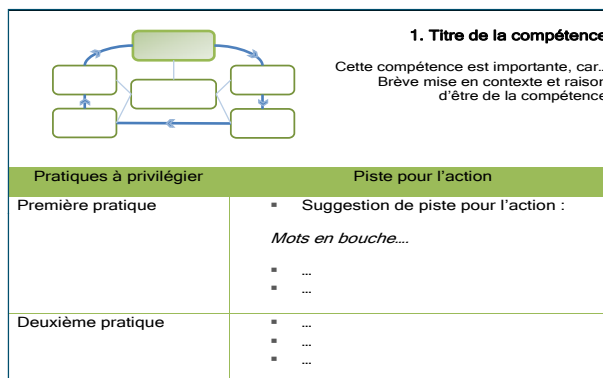 1. Titre de la compétence
Cette compétence est importante, car..
Brève mise en contexte et raison
d'être de la compétence
Pratiques à privilégier
Piste pour l'action
Première pratique
▪ Suggestion de piste pour l'action :
Mots en bouche....
▪ ...
▪ ...
Deuxième pratique
▪ ...
▪ ...
▪ ...